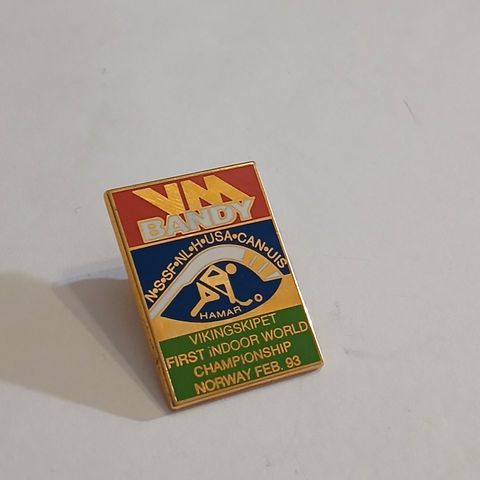 VM
BANDY
N•S•SF•NL•H•USA•CAN•UIS
HAMAR
VIKINGSKIPET
FIRST iNDOOR WORLD
CHAMPIONSHIP
NORWAY FEB. 93